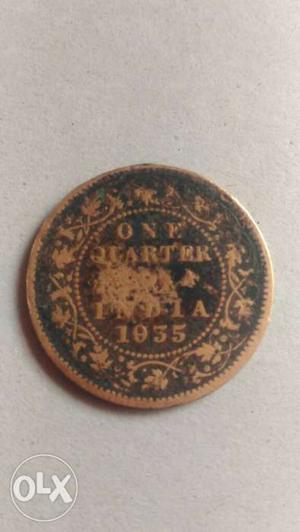 ONE
QUARTER
A
INDIA
1935
OLX